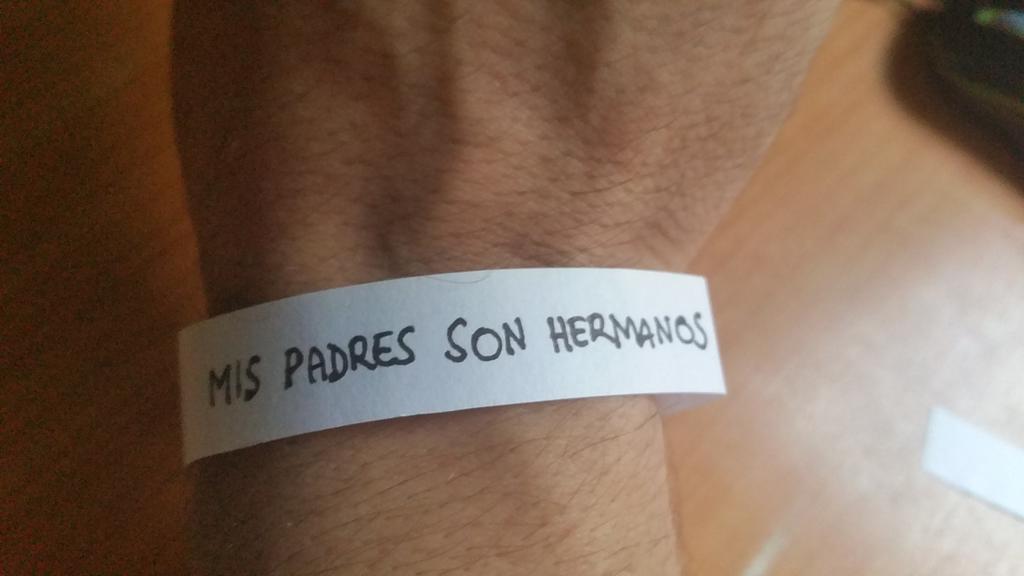 MIS PADRES SON HERMANOS